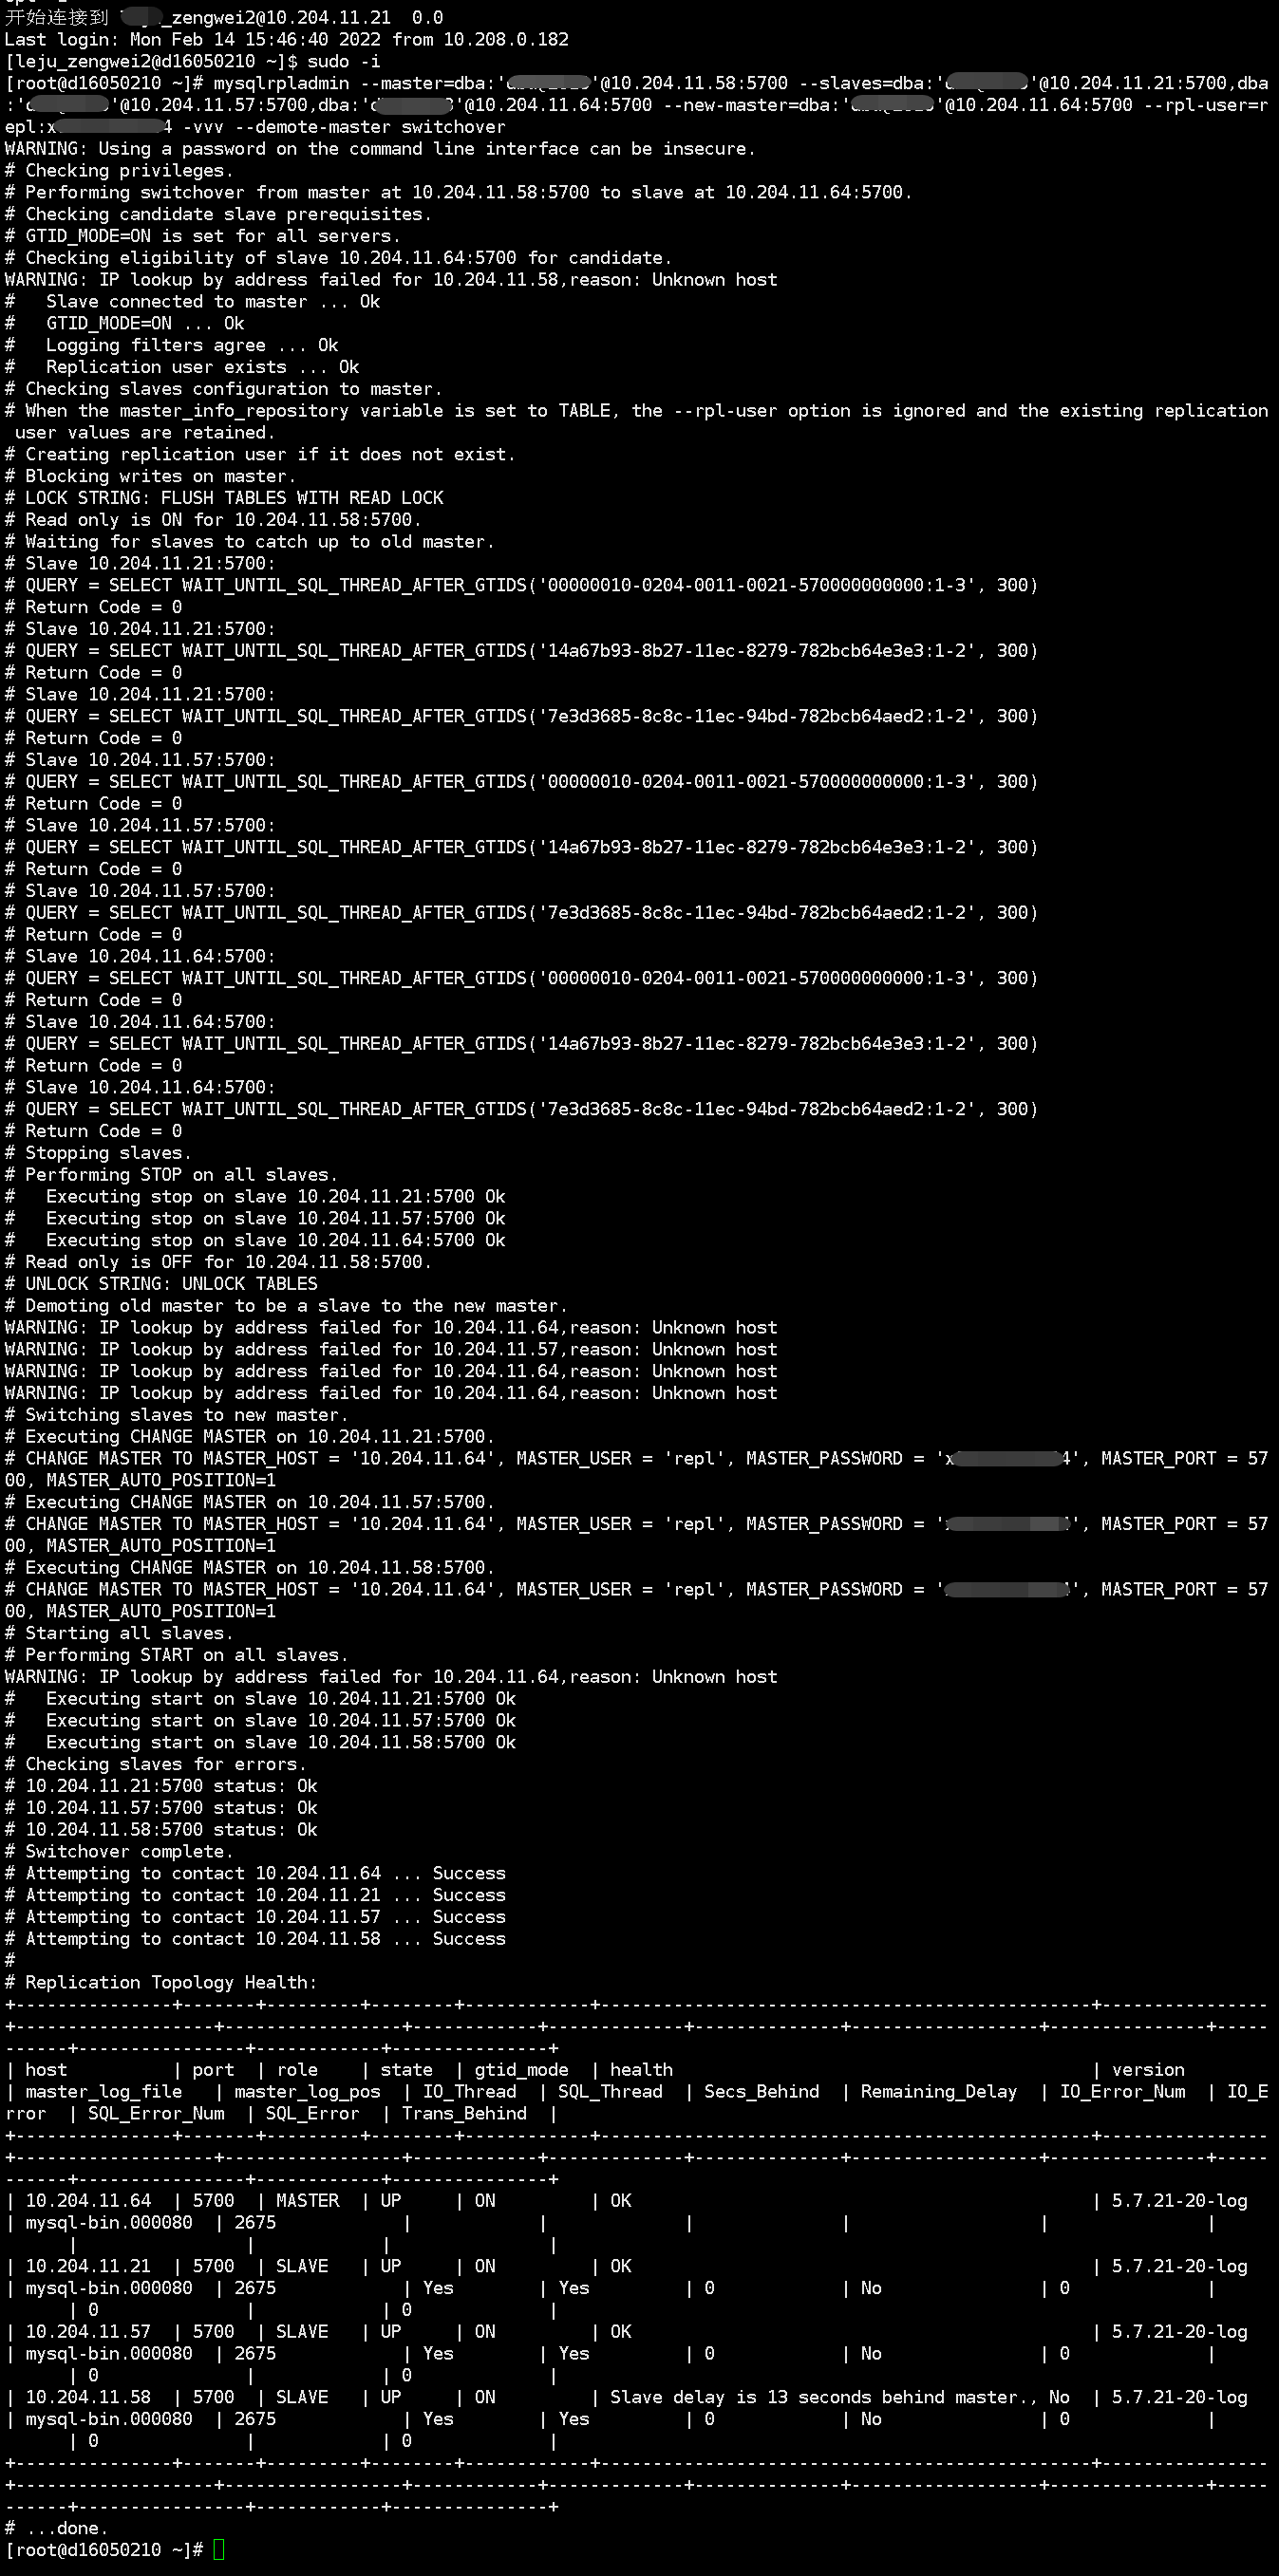 开始连接到 _zengwei2@10.204.11.21  0.0
Last login: Mon Feb 14 15:46:40 2022 from 10.208.0.182
[leju_zengwei2@d16050210 ~]$ sudo -i
[root@d16050210 ~]# mysqlrpladmin --master=dba:' '@10.204.11.58:5700 --slaves=dba:' '@10.204.11.21:5700,dba
:' '@10.204.11.57:5700,dba:' '@10.204.11.64:5700 --new-master=dba:' '@10.204.11.64:5700 --rpl-user=r
epl:x 4 -vvv --demote-master switchover
WARNING: Using a password on the command line interface can be insecure.
# Checking privileges.
# Performing switchover from master at 10.204.11.58:5700 to slave at 10.204.11.64:5700.
# Checking candidate slave prerequisites.
# GTID_MODE=ON is set for all servers.
# Checking eligibility of slave 10.204.11.64:5700 for candidate.
WARNING: IP lookup by address failed for 10.204.11.58,reason: Unknown host
#   Slave connected to master ... Ok
#   GTID_MODE=ON ... Ok
#   Logging filters agree ... Ok
#   Replication user exists ... Ok
# Checking slaves configuration to master.
# When the master_info_repository variable is set to TABLE, the --rpl-user option is ignored and the existing replication
 user values are retained.
# Creating replication user if it does not exist.
# Blocking writes on master.
# LOCK STRING: FLUSH TABLES WITH READ LOCK
# Read only is ON for 10.204.11.58:5700.
# Waiting for slaves to catch up to old master.
# Slave 10.204.11.21:5700:
# QUERY = SELECT WAIT_UNTIL_SQL_THREAD_AFTER_GTIDS('00000010-0204-0011-0021-570000000000:1-3', 300)
# Return Code = 0
# Slave 10.204.11.21:5700:
# QUERY = SELECT WAIT_UNTIL_SQL_THREAD_AFTER_GTIDS('14a67b93-8b27-11ec-8279-782bcb64e3e3:1-2', 300)
# Return Code = 0
# Slave 10.204.11.21:5700:
# QUERY = SELECT WAIT_UNTIL_SQL_THREAD_AFTER_GTIDS('7e3d3685-8c8c-11ec-94bd-782bcb64aed2:1-2', 300)
# Return Code = 0
# Slave 10.204.11.57:5700:
# QUERY = SELECT WAIT_UNTIL_SQL_THREAD_AFTER_GTIDS('00000010-0204-0011-0021-570000000000:1-3', 300)
# Return Code = 0
# Slave 10.204.11.57:5700:
# QUERY = SELECT WAIT_UNTIL_SQL_THREAD_AFTER_GTIDS('14a67b93-8b27-11ec-8279-782bcb64e3e3:1-2', 300)
# Return Code = 0
# Slave 10.204.11.57:5700:
# QUERY = SELECT WAIT_UNTIL_SQL_THREAD_AFTER_GTIDS('7e3d3685-8c8c-11ec-94bd-782bcb64aed2:1-2', 300)
# Return Code = 0
# Slave 10.204.11.64:5700:
# QUERY = SELECT WAIT_UNTIL_SQL_THREAD_AFTER_GTIDS('00000010-0204-0011-0021-570000000000:1-3', 300)
# Return Code = 0
# Slave 10.204.11.64:5700:
# QUERY = SELECT WAIT_UNTIL_SQL_THREAD_AFTER_GTIDS('14a67b93-8b27-11ec-8279-782bcb64e3e3:1-2', 300)
# Return Code = 0
# Slave 10.204.11.64:5700:
# QUERY = SELECT WAIT_UNTIL_SQL_THREAD_AFTER_GTIDS('7e3d3685-8c8c-11ec-94bd-782bcb64aed2:1-2', 300)
# Return Code = 0
# Stopping slaves.
# Performing STOP on all slaves.
#   Executing stop on slave 10.204.11.21:5700 Ok
#   Executing stop on slave 10.204.11.57:5700 Ok
#   Executing stop on slave 10.204.11.64:5700 Ok
# Read only is OFF for 10.204.11.58:5700.
# UNLOCK STRING: UNLOCK TABLES
# Demoting old master to be a slave to the new master.
WARNING: IP lookup by address failed for 10.204.11.64,reason: Unknown host
WARNING: IP lookup by address failed for 10.204.11.57,reason: Unknown host
WARNING: IP lookup by address failed for 10.204.11.64,reason: Unknown host
WARNING: IP lookup by address failed for 10.204.11.64,reason: Unknown host
# Switching slaves to new master.
# Executing CHANGE MASTER on 10.204.11.21:5700.
# CHANGE MASTER TO MASTER_HOST = '10.204.11.64', MASTER_USER = 'repl', MASTER_PASSWORD = 'x 4', MASTER_PORT = 57
00, MASTER_AUTO_POSITION=1
# Executing CHANGE MASTER on 10.204.11.57:5700.
# CHANGE MASTER TO MASTER_HOST = '10.204.11.64', MASTER_USER = 'repl', MASTER_PASSWORD = ' ', MASTER_PORT = 57
00, MASTER_AUTO_POSITION=1
# Executing CHANGE MASTER on 10.204.11.58:5700.
# CHANGE MASTER TO MASTER_HOST = '10.204.11.64', MASTER_USER = 'repl', MASTER_PASSWORD = ' ', MASTER_PORT = 57
00, MASTER_AUTO_POSITION=1
# Starting all slaves.
# Performing START on all slaves.
WARNING: IP lookup by address failed for 10.204.11.64,reason: Unknown host
#   Executing start on slave 10.204.11.21:5700 Ok
#   Executing start on slave 10.204.11.57:5700 Ok
#   Executing start on slave 10.204.11.58:5700 Ok
# Checking slaves for errors.
# 10.204.11.21:5700 status: Ok
# 10.204.11.57:5700 status: Ok
# 10.204.11.58:5700 status: Ok
# Switchover complete.
# Attempting to contact 10.204.11.64 ... Success
# Attempting to contact 10.204.11.21 ... Success
# Attempting to contact 10.204.11.57 ... Success
# Attempting to contact 10.204.11.58 ... Success
#
# Replication Topology Health:
| host | port | role | state | gtid_mode | health | version
| master_log_file | master_log_pos | IO_Thread | SQL_Thread | Secs_Behind | Remaining_Delay | IO_Error_Num | IO_E
rror | SQL_Error_Num | SQL_Error | Trans_Behind |
| 10.204.11.64 | 5700 | MASTER | UP | ON | OK | 5.7.21-20-log
| mysql-bin.000080 | 2675 | | | | | |
| | | |
| 10.204.11.21 | 5700 | SLAVE | UP | ON | OK | 5.7.21-20-log
| mysql-bin.000080 | 2675 | Yes | Yes | 0 | No | 0 |
| 0 | | 0 |
| 10.204.11.57 | 5700 | SLAVE | UP | ON | OK | 5.7.21-20-log
| mysql-bin.000080 | 2675 | Yes | Yes | 0 | No | 0 |
| 0 | | 0 |
| 10.204.11.58 | 5700 | SLAVE | UP | ON | Slave delay is 13 seconds behind master., No | 5.7.21-20-log
| mysql-bin.000080 | 2675 | Yes | Yes | 0 | No | 0 |
| 0 | | 0 |
# ...done.
[root@d16050210 ~]#